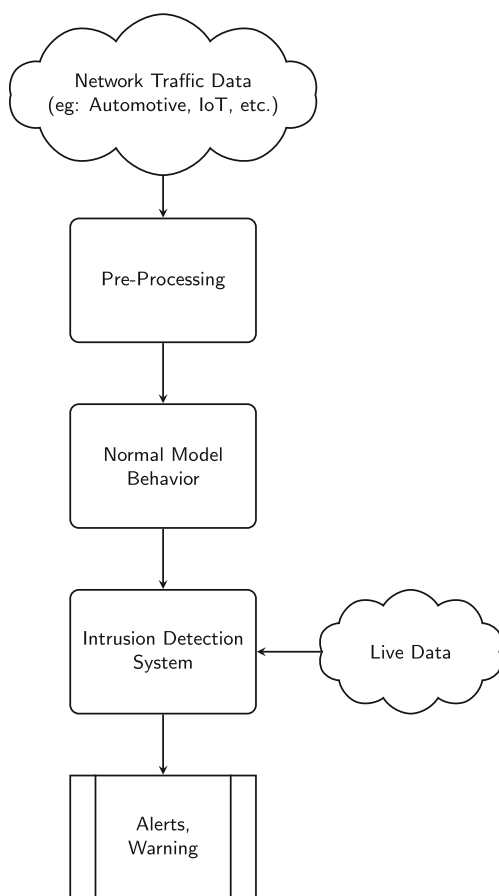 Network Traffic Data
(eg: Automotive, IoT, etc.)
Pre-Processing
Normal Model
Behavior
Intrusion Detection
System
Live Data
Alerts,
Warning